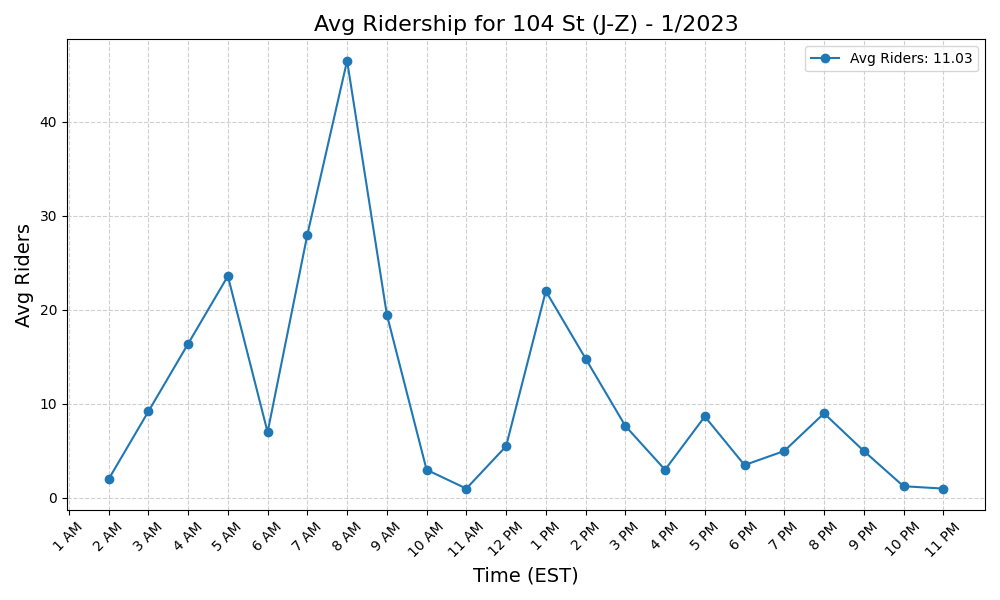 Avg Ridership for 104 St (J-Z) - 1/2023
Avg Riders: 11.03
Avg Riders
40
30
20
10
0
1 AM
2 AM
3 AM
4 AM
5 AM
6 AM
7 AM
8 AM
9 AM
10 AM
11 AM
12 PM
1 PM
2 PM
3 PM
4 PM
5 PM
6 PM
7 PM
8 PM
9 PM
10 PM
11 PM
Time (EST)